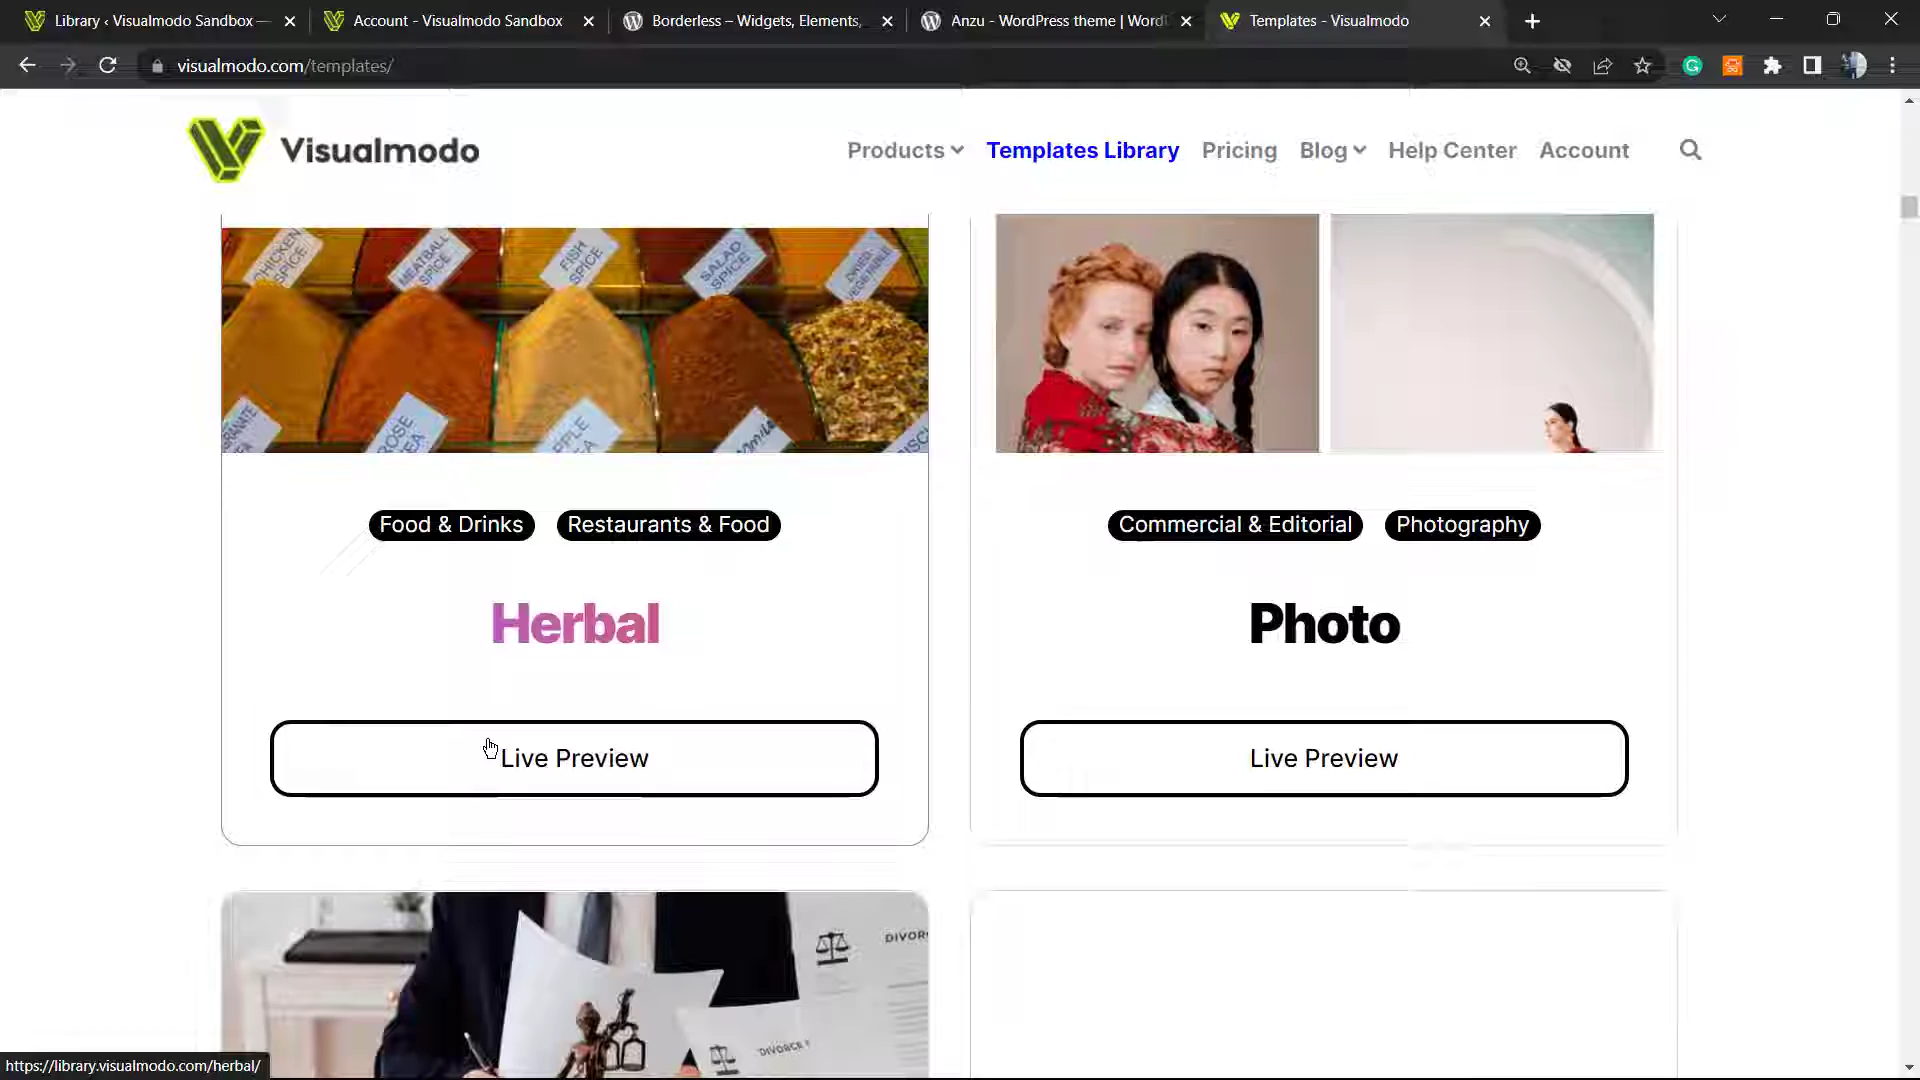 Library ‹ Visualmodo Sandbox —
Account - Visualmodo Sandbox
Borderless – Widgets, Elements,
Anzu - WordPress theme | Word
Templates - Visualmodo
visualmodo.com/templates/
Visualmodo
Products
Templates Library
Pricing
Blog
Help Center
Account
CHICKEN SPICE
MEATBALL SPICE
FISH SPICE
SALAD SPICE
DRIED VEGETABLE
Food & Drinks
Restaurants & Food
Commercial & Editorial
Photography
Herbal
Photo
Live Preview
Live Preview
https://library.visualmodo.com/herbal/